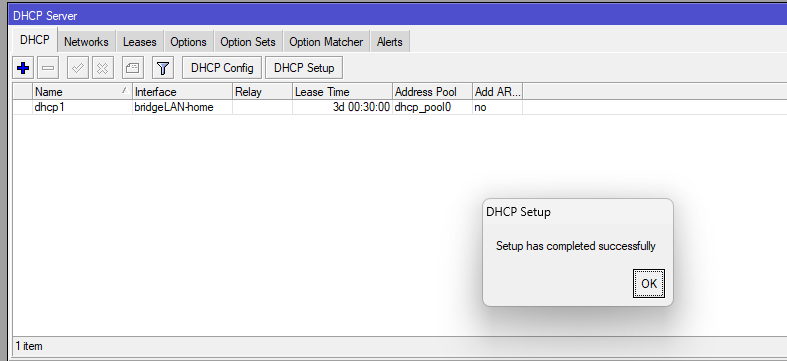 DHCP Server
DHCP Networks Leases Options Option Sets Option Matcher Alerts
DHCP Config DHCP Setup
Name Interface Relay Lease Time Address Pool Add AR...
dhcp1 bridgeLAN-home 3d 00:30:00 dhcp_pool0 no
DHCP Setup
Setup has completed successfully
OK
1 item